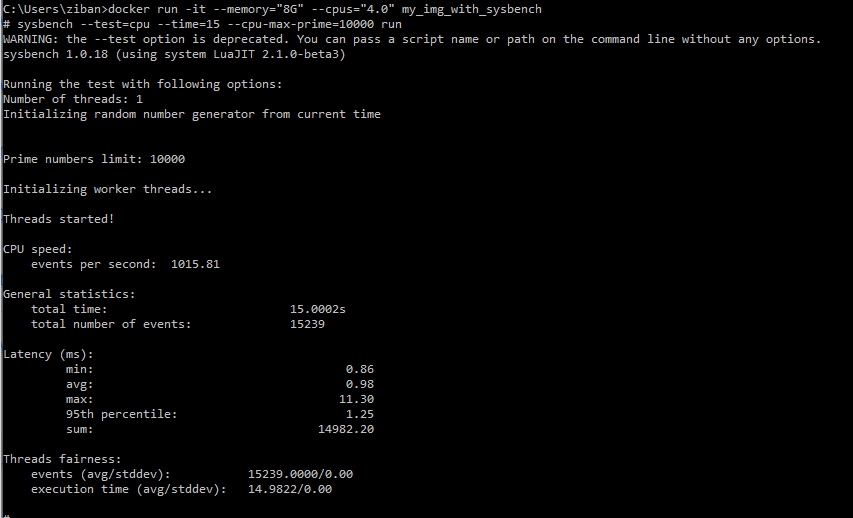 C:\Users\ziban>docker run -it --memory="8G" --cpus="4.0" my_img_with_sysbench
# sysbench --test=cpu --time=15 --cpu-max-prime=10000 run
WARNING: the --test option is deprecated. You can pass a script name or path on the command line without any options.
sysbench 1.0.18 (using system LuaJIT 2.1.0-beta3)
Running the test with following options:
Number of threads: 1
Initializing random number generator from current time
Prime numbers limit: 10000
Initializing worker threads...
Threads started!
CPU speed:
events per second: 1015.81
General statistics:
total time: 15.0002s
total number of events: 15239
Latency (ms):
min: 0.86
avg: 0.98
max: 11.30
95th percentile: 1.25
sum: 14982.20
Threads fairness:
events (avg/stddev): 15239.0000/0.00
execution time (avg/stddev): 14.9822/0.00
#